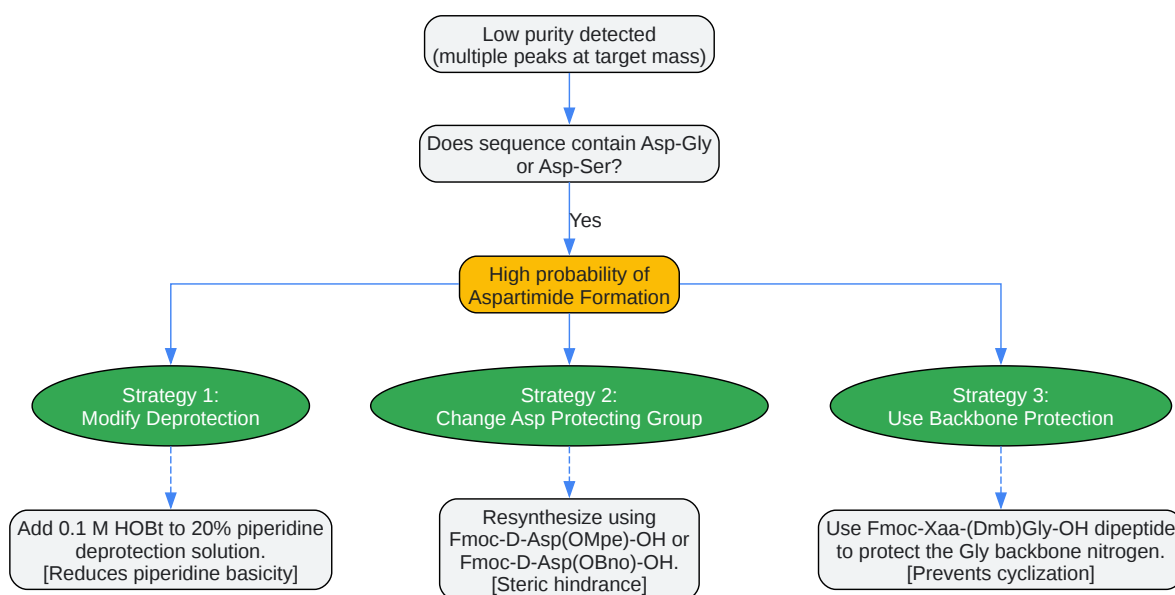 Low purity detected
(multiple peaks at target mass)
Does sequence contain Asp-Gly
or Asp-Ser?
Yes
High probability of
Aspartimide Formation
Strategy 1:
Modify Deprotection
Strategy 2:
Change Asp Protecting Group
Strategy 3:
Use Backbone Protection
Add 0.1 M HOBt to 20% piperidine
deprotection solution.
[Reduces piperidine basicity]
Resynthesize using
Fmoc-D-Asp(OMpe)-OH or
Fmoc-D-Asp(OBno)-OH.
[Steric hindrance]
Use Fmoc-Xaa-(Dmb)Gly-OH dipeptide
to protect the Gly backbone nitrogen.
[Prevents cyclization]